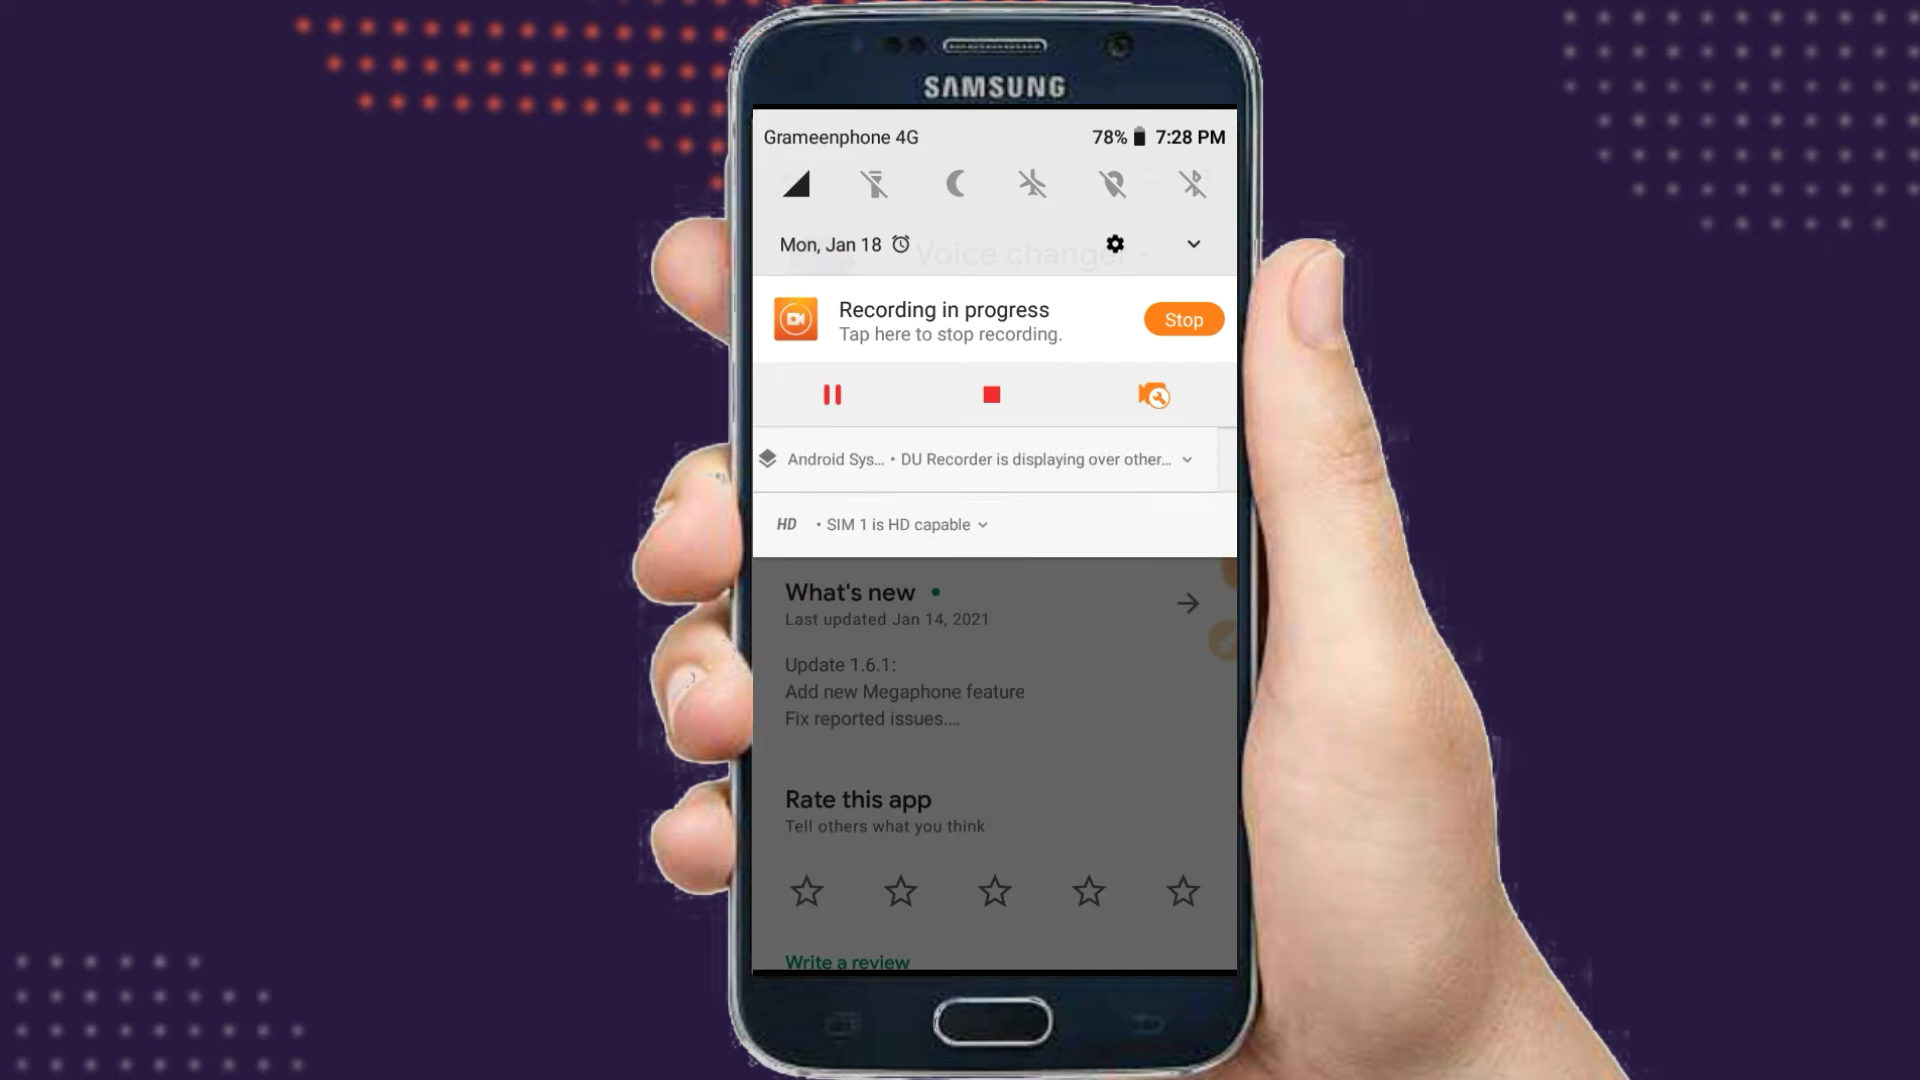 SAMSUNG
Grameenphone 4G 78% 7:28 PM
Mon, Jan 18
Voice changer -
Recording in progress
Tap here to stop recording.
Stop
Android Sys... • DU Recorder is displaying over other...
HD • SIM 1 is HD capable
What's new •
Last updated Jan 14, 2021
Update 1.6.1:
Add new Megaphone feature
Fix reported issues....
Rate this app
Tell others what you think
Write a review